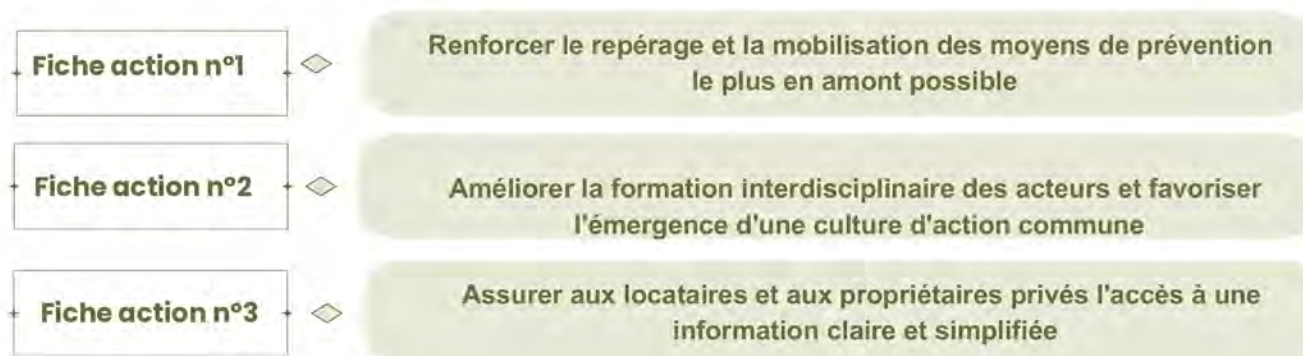 Fiche action n°1
Renforcer le repérage et la mobilisation des moyens de prévention
le plus en amont possible
Fiche action n°2
Améliorer la formation interdisciplinaire des acteurs et favoriser
l'émergence d'une culture d'action commune
Fiche action n°3
Assurer aux locataires et aux propriétaires privés l'accès à une
information claire et simplifiée